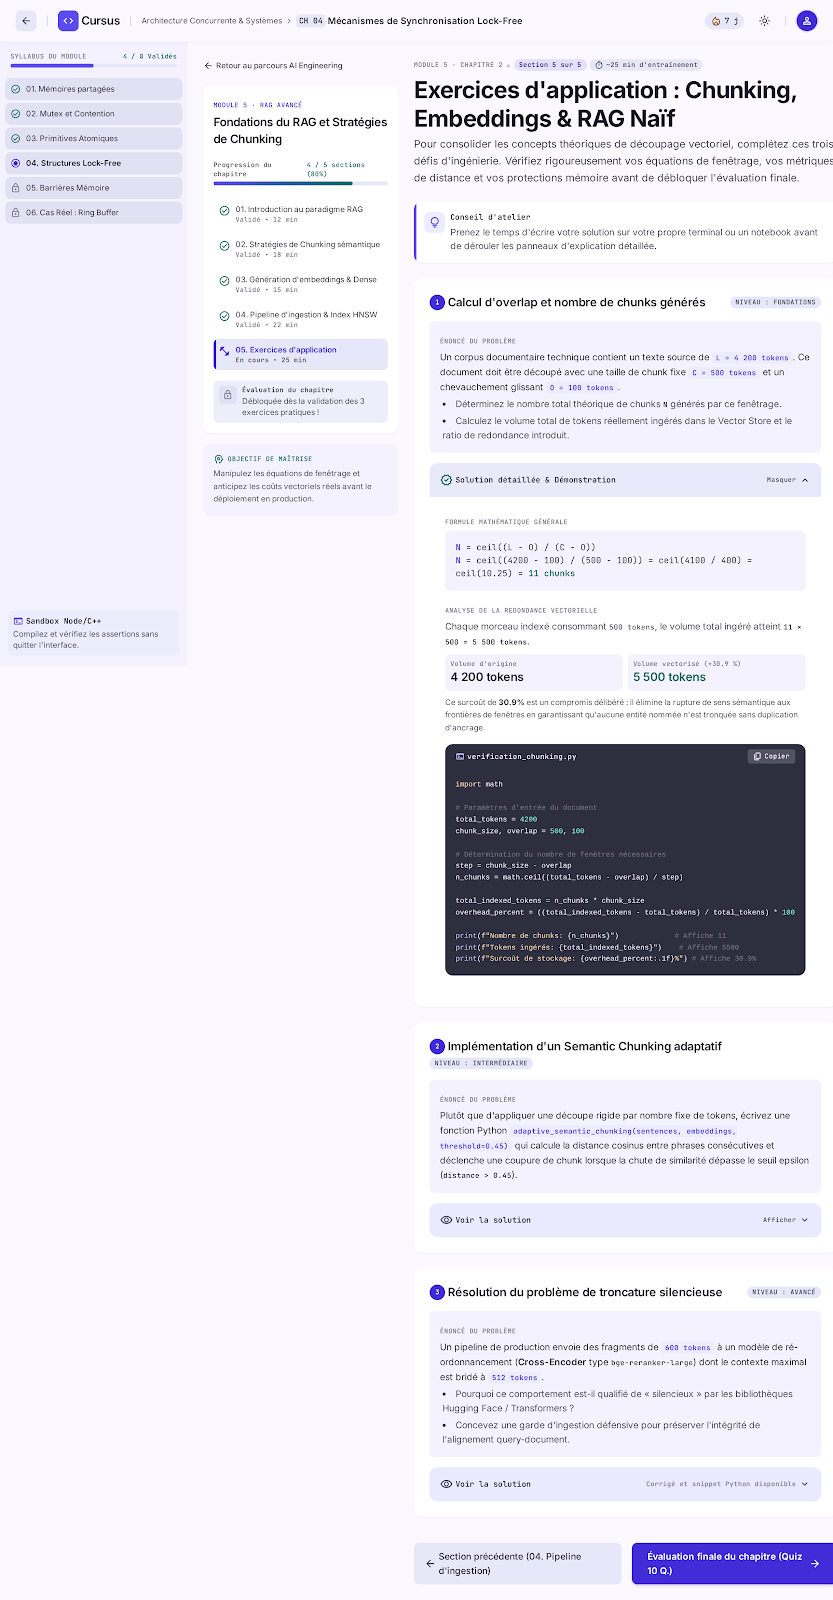 Cursus
Architecture Concurrente & Systèmes › CH 04 Mécanismes de Synchronisation Lock-Free
7 j
SYLLABUS DU MODULE 4 / 8 Validés
01. Mémoires partagées
02. Mutex et Contention
03. Primitives Atomiques
04. Structures Lock-Free
05. Barrières Mémoire
06. Cas Réel : Ring Buffer
Sandbox Node/C++
Compilez et vérifiez les assertions sans
quitter l'interface.
← Retour au parcours AI Engineering
MODULE 5 · RAG AVANCÉ
Fondations du RAG et Stratégies
de Chunking
Progression du
chitre
4 / 5 sections
(80%)
01. Introduction au paradigme RAG
Validé • 12 min
02. Stratégies de Chunking sémantique
Validé • 18 min
03. Génération d'embeddings & Dense
Validé • 15 min
04. Pipeline d'ingestion & Index HNSW
Validé • 22 min
05. Exercices d'application
En cours • 25 min
Évaluation du chapitre
Débloquée dès la validation des 3
exercices pratiques !
OBJECTIF DE MAÎTRISE
Manipulez les équations de fenêtrage et
anticipez les coûts vectoriels réels avant le
déploiement en production.
MODULE 5 · CHAPITRE 2 Section 5 sur 5 ~25 min d'entraînement
Exercices d'application : Chunking,
Embeddings & RAG Naïf
Pour consolider les concepts théoriques de découpage vectoriel, complétez ces trois
défis d'ingénierie. Vérifiez rigoureusement vos équations de fenêtrage, vos métriques
de distance et vos protections mémoire avant de débloquer l'évaluation finale.
Conseil d'atelier
Prenez le temps d'écrire votre solution sur votre propre terminal ou un notebook avant
de dérouler les panneaux d'explication détaillée.
1 Calcul d'overlap et nombre de chunks générés NIVEAU : FONDATIONS
ÉNONCÉ DU PROBLÈME
Un corpus documentaire technique contient un texte source de L = 4 200 tokens . Ce
document doit être découpé avec une taille de chunk fixe C = 500 tokens et un
chevauchement glissant O = 100 tokens .
• Déterminez le nombre total théorique de chunks N générés par ce fenêtrage.
• Calculez le volume total de tokens réellement ingérés dans le Vector Store et le
ratio de redondance introduit.
Solution détaillée & Démonstration Masquer
FORMULE MATHÉMATIQUE GÉNÉRALE
N = ceil((L - O) / (C - O))
N = ceil((4200 - 100) / (500 - 100)) = ceil(4100 / 400) =
ceil(10.25) = 11 chunks
ANALYSE DE LA REDONDANCE VECTORIELLE
Chaque morceau indexé consommant 500 tokens, le volume total ingéré atteint 11 ×
500 = 5 500 tokens.
Volume d'origine
4 200 tokens
Volume vectorisé (+30.9 %)
5 500 tokens
Ce surcoût de 30.9% est un compromis délibéré : il élimine la rupture de sens sémantique aux
frontières de fenêtres en garantissant qu'aucune entité nommée n'est tronquée sans duplication
d'ancrage.
verification_chunking.py Copier
import math
# Paramètres d'entrée du document
total_tokens = 4200
chunk_size, overlap = 500, 100
# Détermination du nombre de fenêtres nécessaires
step = chunk_size - overlap
n_chunks = math.ceil((total_tokens - overlap) / step)
total_indexed_tokens = n_chunks * chunk_size
overhead_percent = ((total_indexed_tokens - total_tokens) / total_tokens) * 100
print(f"Nombre de chunks: {n_chunks}") # Affiche 11
print(f"Tokens ingérés: {total_indexed_tokens}") # Affiche 5500
print(f"Surcoût de stockage: {overhead_percent:.1f}%") # Affiche 30.9%
2 Implémentation d'un Semantic Chunking adaptatif
NIVEAU : INTERMÉDIAIRE
ÉNONCÉ DU PROBLÈME
Plutôt que d'appliquer une découpe rigide par nombre fixe de tokens, écrivez une
fonction Python adaptive_semantic_chunking(sentences, embeddings,
threshold=0.45) qui calcule la distance cosinus entre phrases consécutives et
déclenche une coupure de chunk lorsque la chute de similarité dépasse le seuil epsilon
(distance > 0.45).
Voir la solution Afficher
3 Résolution du problème de troncature silencieuse NIVEAU : AVANCÉ
ÉNONCÉ DU PROBLÈME
Un pipeline de production envoie des fragments de 600 tokens à un modèle de ré-
ordonnancement (Cross-Encoder type bge-reranker-large) dont le contexte maximal
est bridé à 512 tokens .
• Pourquoi ce comportement est-il qualifié de « silencieux » par les bibliothèques
Hugging Face / Transformers ?
• Concevez une garde d'ingestion défensive pour préserver l'intégrité de
l'alignement query-document.
Voir la solution Corrigé et snippet Python disponible
← Section précédente (04. Pipeline
d'ingestion)
Évaluation finale du chapitre (Quiz
10 Q.) →